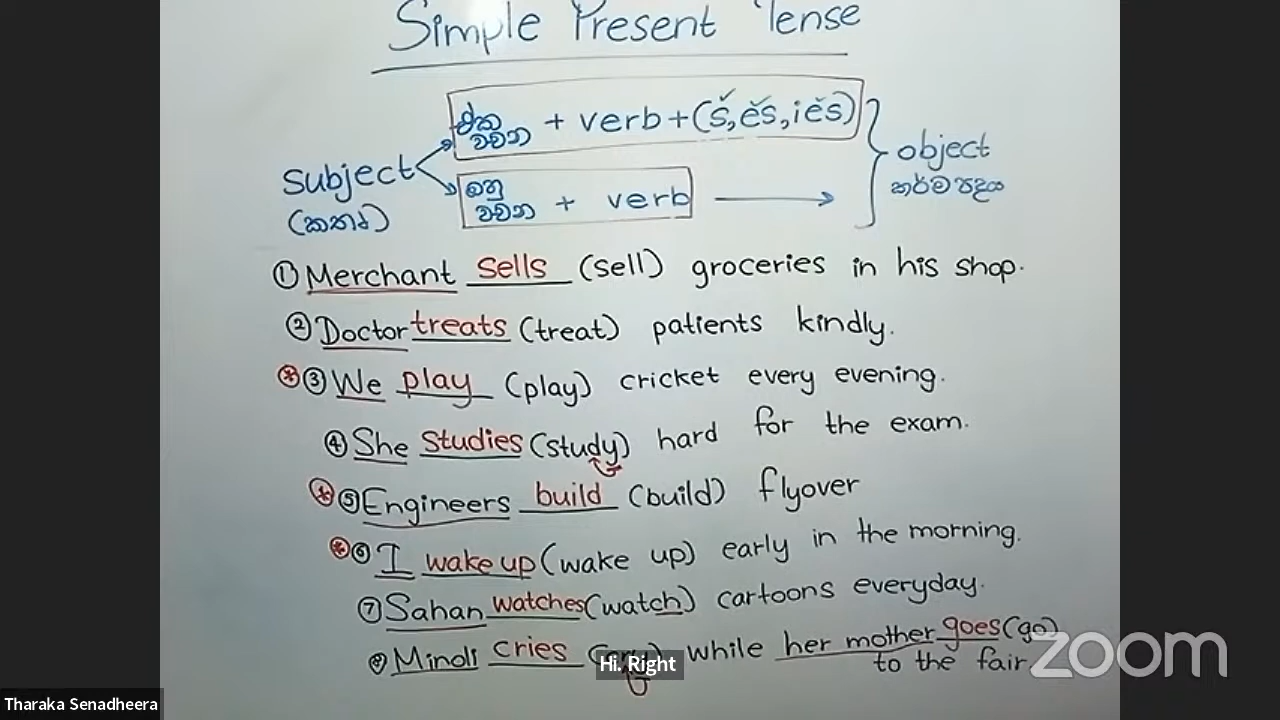 Simple Present Tense
ඒක වචන + verb + (s, es, ies)
Subject
(කතෘ)
object
කර්ම පදය
බහු වචන + verb
① Merchant sells (sell) groceries in his shop.
② Doctor treats (treat) patients kindly.
* ③ We play (play) cricket every evening.
④ She studies (study) hard for the exam.
* ⑤ Engineers build (build) flyover
* ⑥ I wake up (wake up) early in the morning.
⑦ Sahan watches (watch) cartoons everyday.
⑧ Minoli cries (cry) while her mother goes (go)
to the fair
Hi. Right
zoom
Tharaka Senadheera